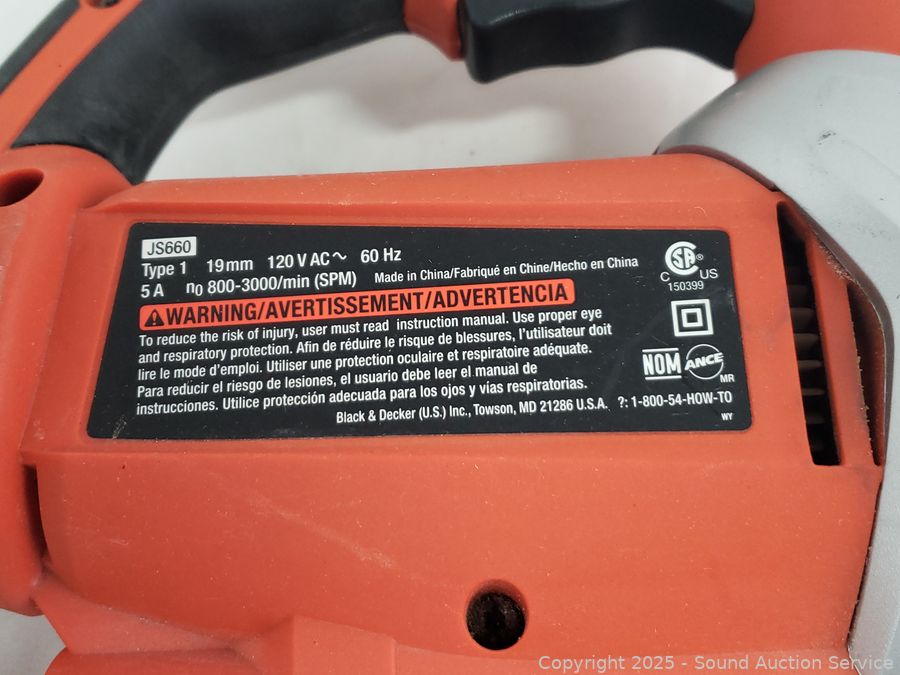 JS660
Type 1 19mm 120 V AC~ 60 Hz
5 A n0 800-3000/min (SPM) Made in China/Fabriqué en Chine/Hecho en China
WARNING/AVERTISSEMENT/ADVERTENCIA
To reduce the risk of injury, user must read instruction manual. Use proper eye
and respiratory protection. Afin de réduire le risque de blessures, l'utilisateur doit
lire le mode d'emploi. Utiliser une protection oculaire et respiratoire adéquate.
Para reducir el riesgo de lesiones, el usuario debe leer el manual de
instrucciones. Utilice protección adecuada para los ojos y vías respiratorias.
Black & Decker (U.S.) Inc., Towson, MD 21286 U.S.A. ?: 1-800-54-HOW-TO
WY
CSA®
C US
150399
NOM ANCE
MR
Copyright 2025 - Sound Auction Service